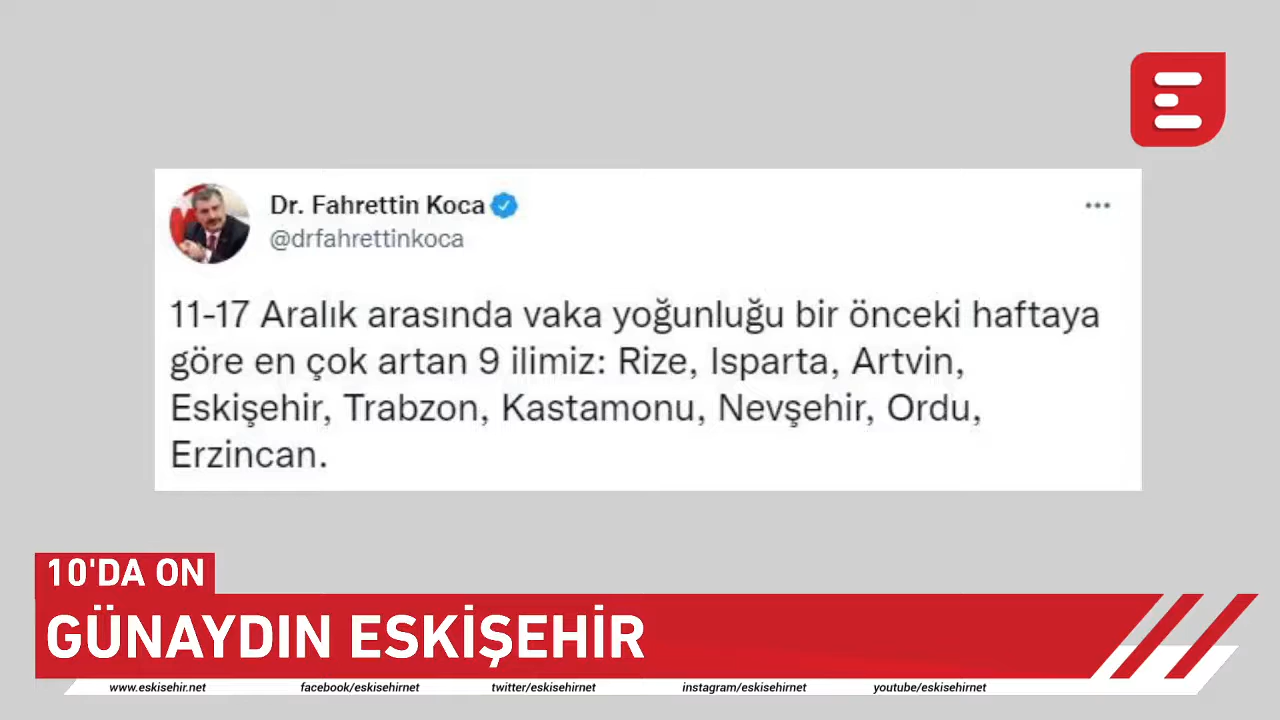 Dr. Fahrettin Koca
@drfahrettinkoca
11-17 Aralık arasında vaka yoğunluğu bir önceki haftaya
göre en çok artan 9 ilimiz: Rize, Isparta, Artvin,
Eskişehir, Trabzon, Kastamonu, Nevşehir, Ordu,
Erzincan.
10'DA ON
GÜNAYDIN ESKİŞEHİR
www.eskisehir.net facebook/eskisehirnet twitter/eskisehirnet instagram/eskisehirnet youtube/eskisehirnet